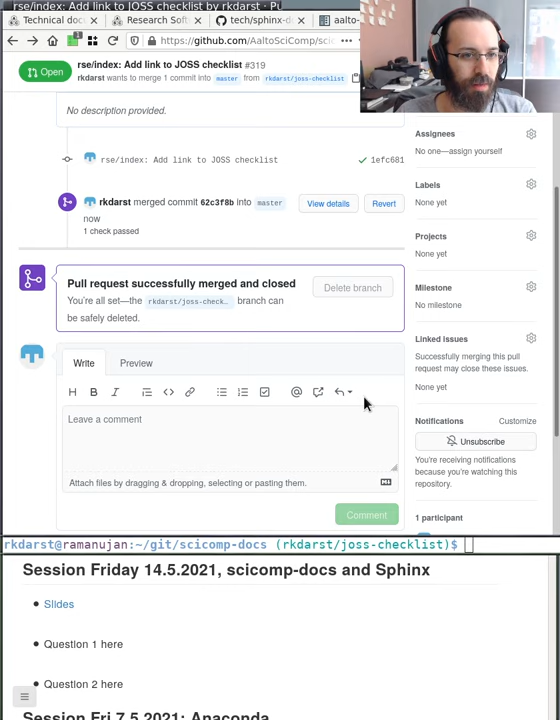 rse/index: Add link to JOSS checklist by rkdarst · Pu
Technical doc
Research Sof
tech/sphinx-d
aalto-
https://github.com/AaltoSciComp/sci
Open
rse/index: Add link to JOSS checklist #319
rkdarst wants to merge 1 commit into master from rkdarst/joss-checklist
No description provided.
rse/index: Add link to JOSS checklist 1efc681
rkdarst merged commit 62c3f8b into master
now
1 check passed
View details
Revert
Pull request successfully merged and closed
You're all set—the rkdarst/joss-check… branch can
be safely deleted.
Delete branch
Write
Preview
H B I
Leave a comment
Attach files by dragging & dropping, selecting or pasting them.
Comment
Assignees
No one—assign yourself
Labels
None yet
Projects
None yet
Milestone
No milestone
Linked issues
Successfully merging this pull
request may close these issues.
None yet
Notifications Customize
Unsubscribe
You're receiving notifications
because you're watching this
repository.
1 participant
rkdarst@ramanujan:~/git/scicomp-docs (rkdarst/joss-checklist)$
Session Friday 14.5.2021, scicomp-docs and Sphinx
Slides
Question 1 here
Question 2 here
Session Fri 7.5.2021: Anaconda